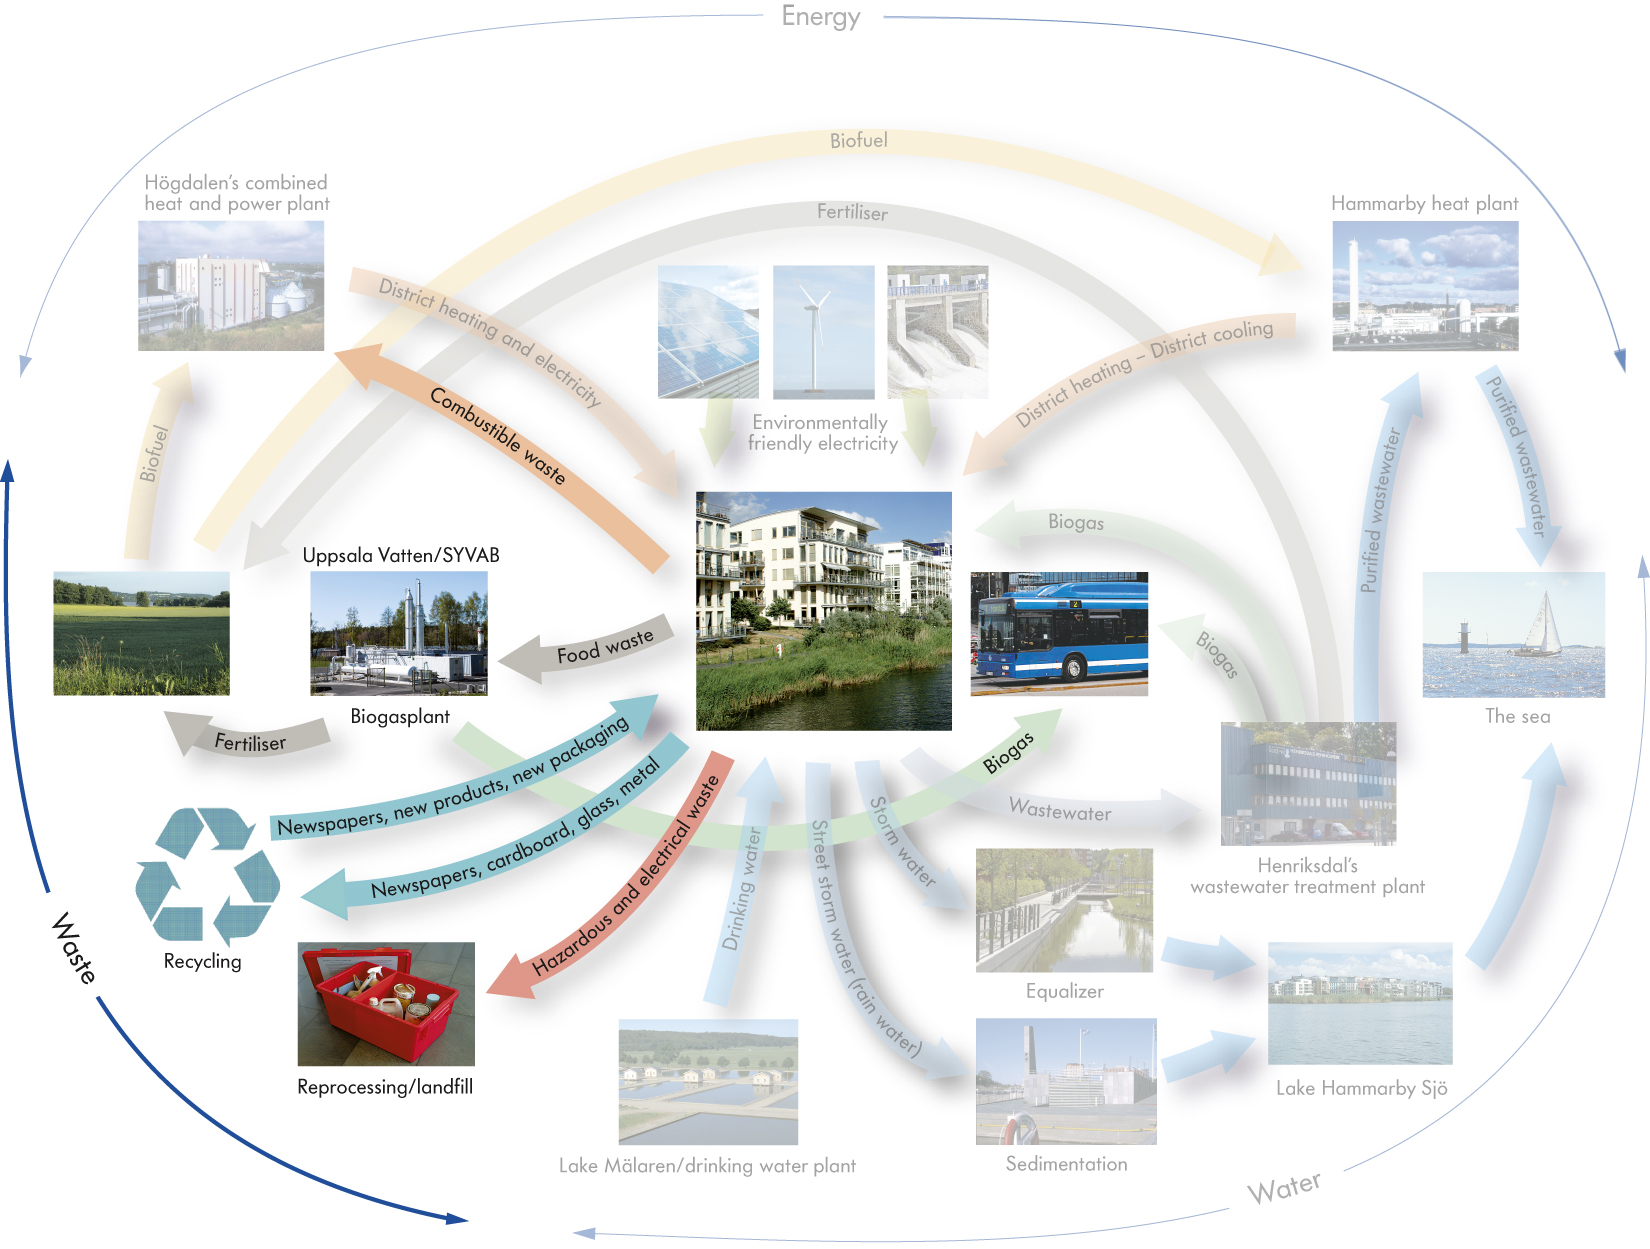 Energy
Biofuel
Högdalen's combined
heat and power plant
Fertiliser
Hammarby heat plant
District heating and electricity
District heating – District cooling
Combustible waste
Environmentally
friendly electricity
Biofuel
Purified wastewater
Purified wastewater
Biogas
Uppsala Vatten/SYVAB
Food waste
Biogas
Biogasplant
Fertiliser
The sea
Newspapers, new products, new packaging
Biogas
Newspapers, cardboard, glass, metal
Hazardous and electrical waste
Drinking water
Street storm water (rain water)
Storm water
Wastewater
Henriksdal's
wastewater treatment plant
Waste
Recycling
Equalizer
Reprocessing/landfill
Lake Hammarby Sjö
Lake Mälaren/drinking water plant
Sedimentation
Water
2